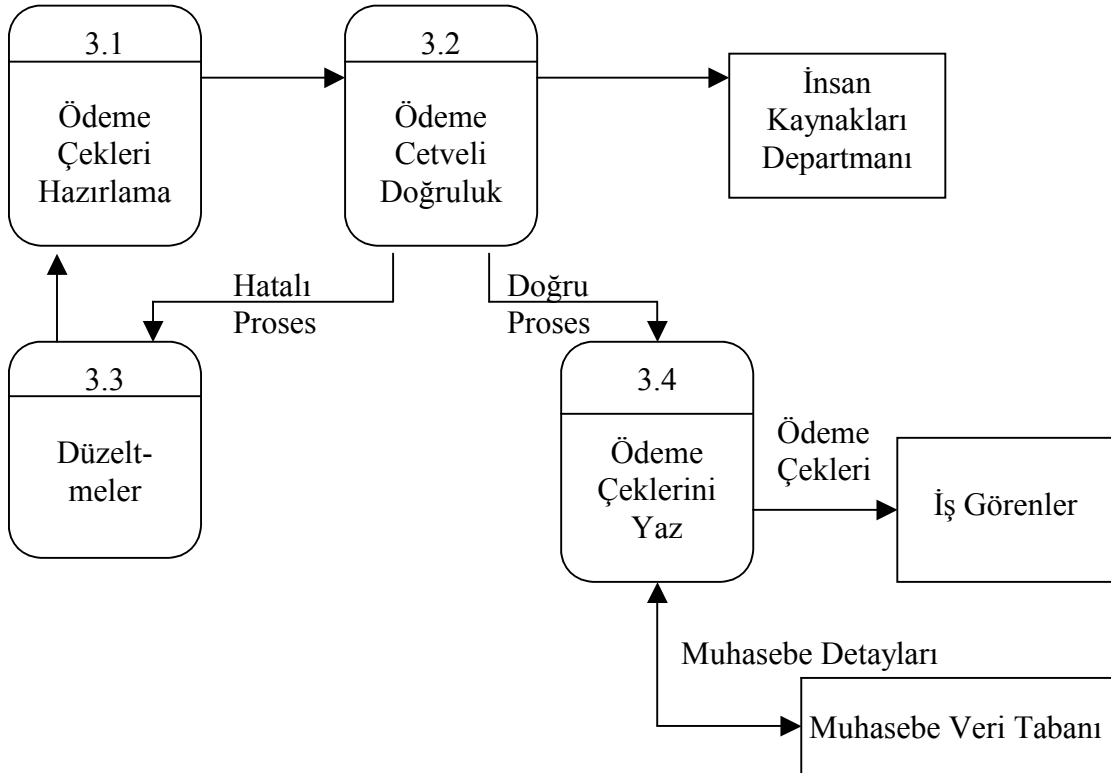 3.1
Ödeme
Çekleri
Hazırlama
3.2
Ödeme
Cetveli
Doğruluk
İnsan
Kaynakları
Departmanı
Hatalı
Proses
Doğru
Proses
3.3
Düzelt-
meler
3.4
Ödeme
Çeklerini
Yaz
Ödeme
Çekleri
İş Görenler
Muhasebe Detayları
Muhasebe Veri Tabanı